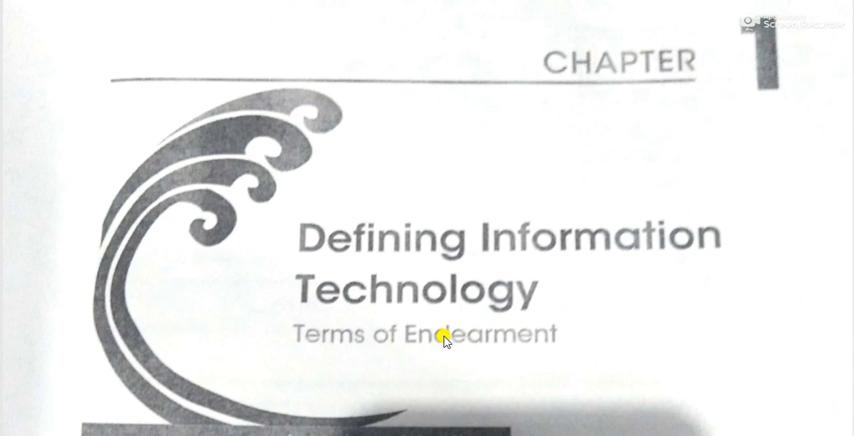 CHAPTER 1
Defining Information
Technology
Terms of Endearment